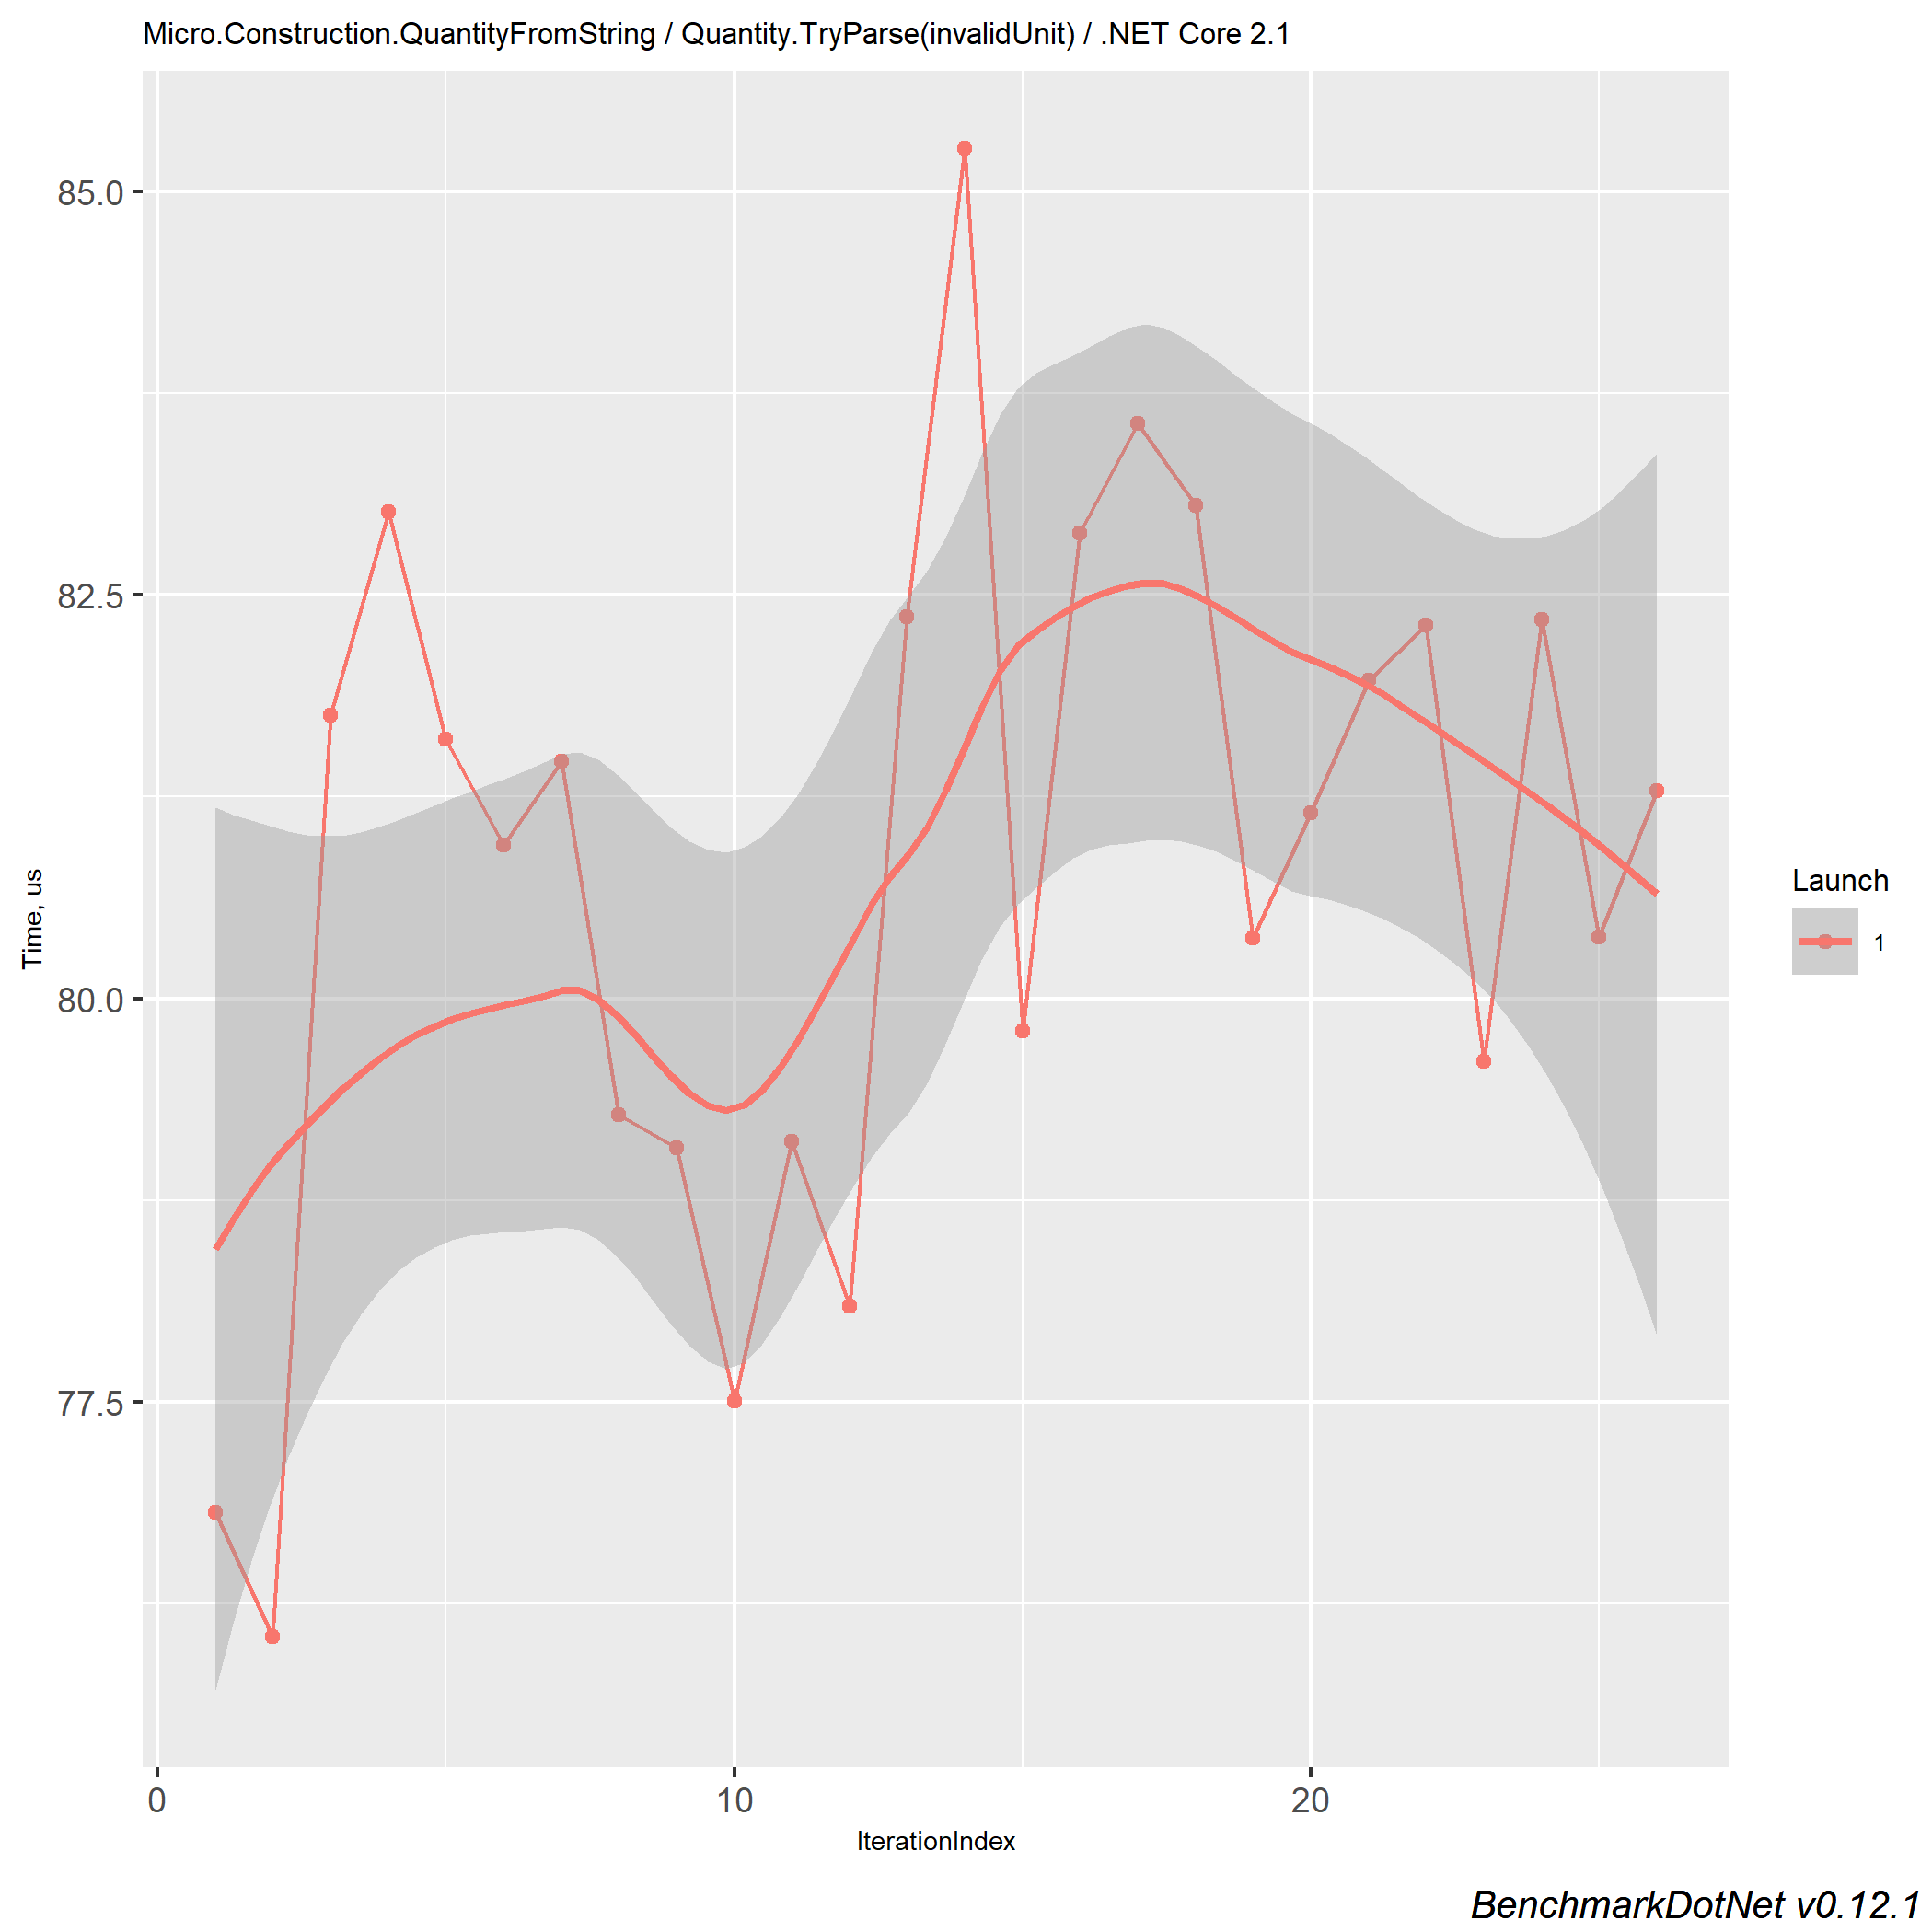 Micro.Construction.QuantityFromString / Quantity.TryParse(invalidUnit) / .NET Core 2.1
85.0
82.5
80.0
77.5
Time, us
0 10 20
IterationIndex
Launch
1
BenchmarkDotNet v0.12.1